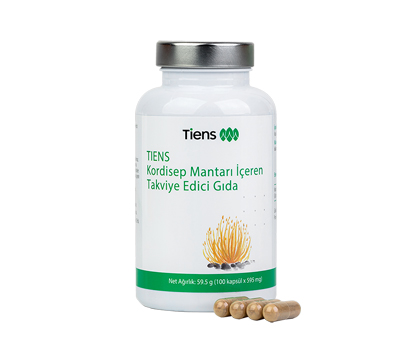 Tiens
TIENS
Kordisep Mantarı İçeren
Takviye Edici Gıda
Net Ağırlık: 59.5 g (100 kapsül x 595 mg)